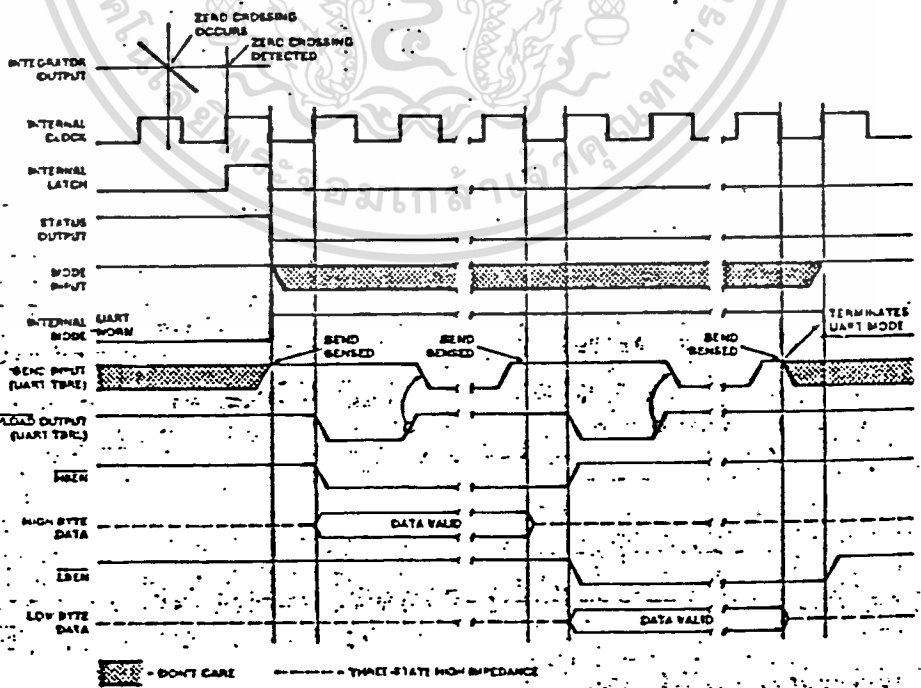 ZERO CROSSING
OCCURS
ZERO CROSSING
DETECTED
INTEGRATOR
OUTPUT
INTERNAL
CLOCK
INTERNAL
LATCH
STATUS
OUTPUT
MODE
INPUT
INTERNAL
MODE
UART
NORM
TERMINATES
UART MODE
SEND
SENSED
SEND
SENSED
SEND
SENSED
SEND INPUT
(UART TBRE)
LOAD OUTPUT
(UART TBRL)
HBEN
HIGH BYTE
DATA
DATA VALID
LBEN
LOW BYTE
DATA
DATA VALID
- DON'T CARE
- THREE-STATE HIGH IMPEDANCE